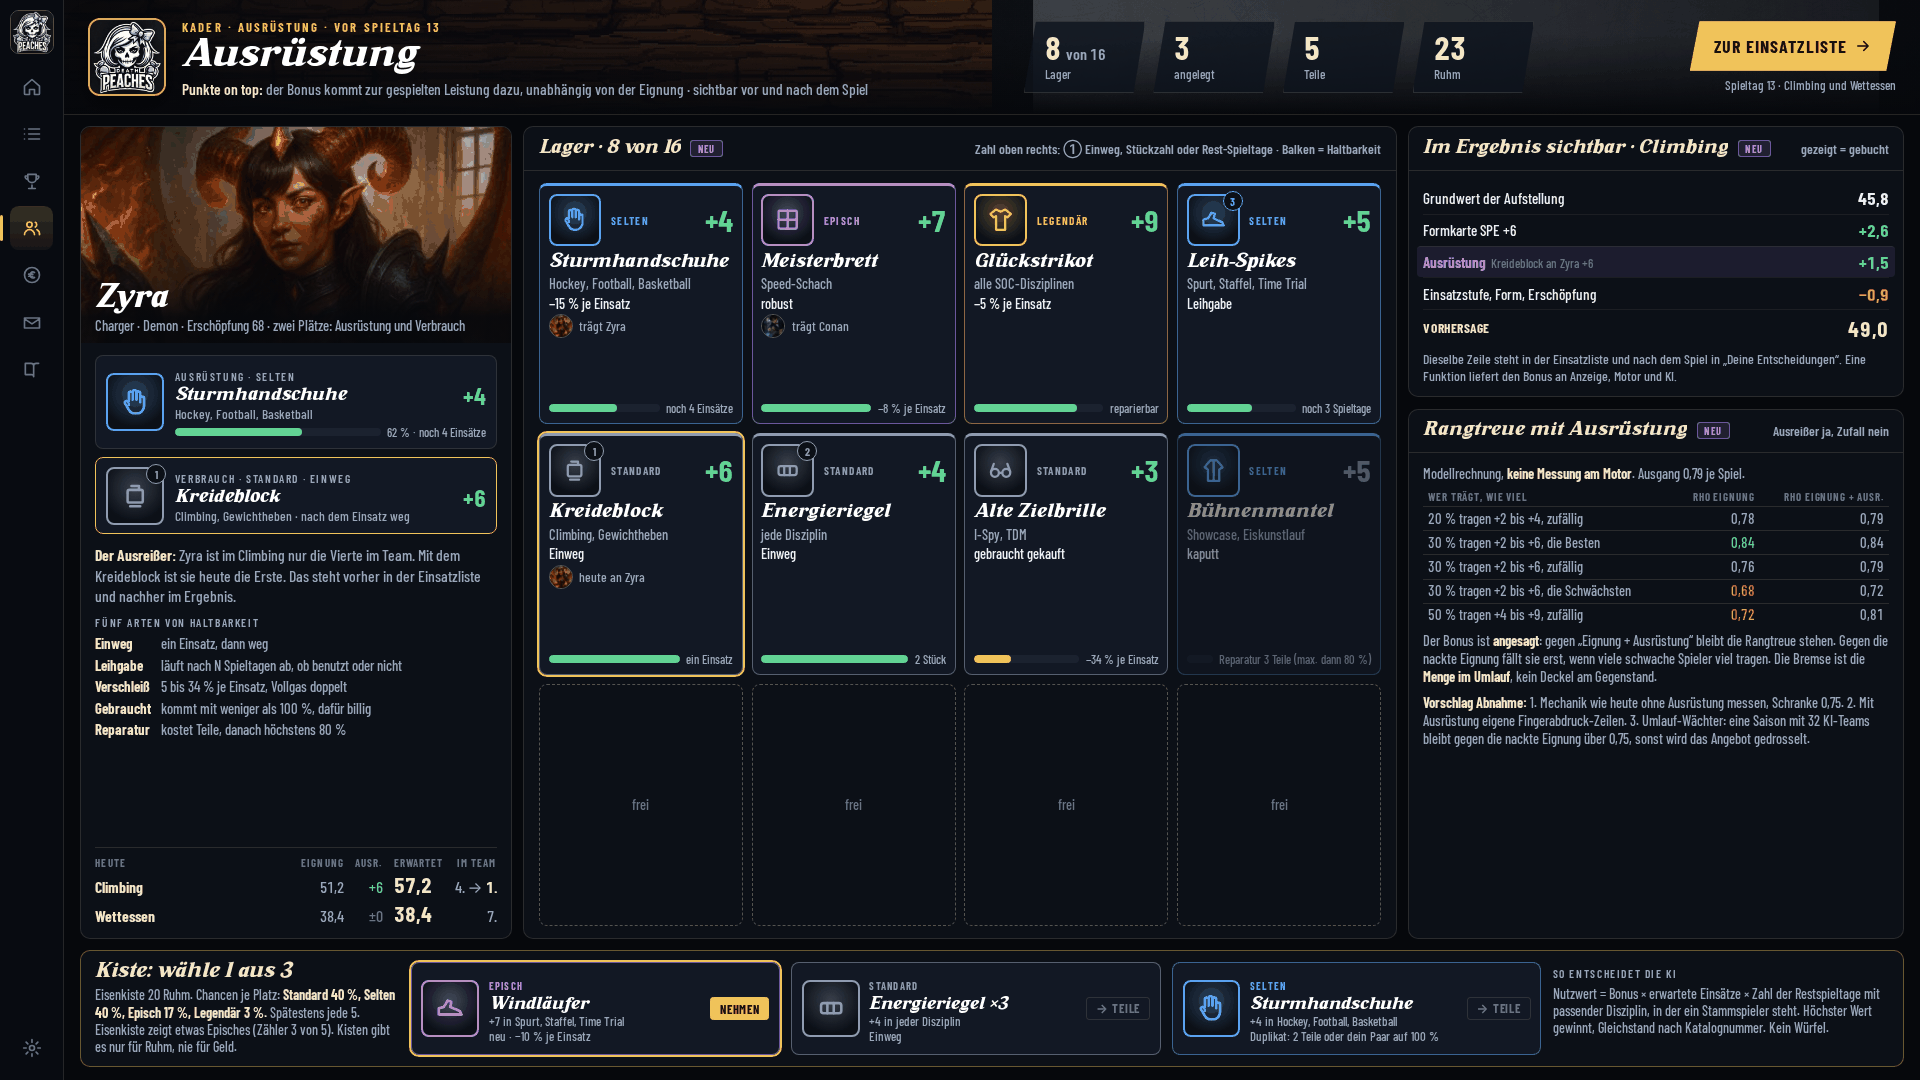 KADER · AUSRÜSTUNG · VOR SPIELTAG 13
Ausrüstung
Punkte on top: der Bonus kommt zur gespielten Leistung dazu, unabhängig von der Eignung · sichtbar vor und nach dem Spiel
8 von 16
Lager
3
angelegt
5
Teile
23
Ruhm
ZUR EINSATZLISTE →
Spieltag 13 · Climbing und Wettessen
PEACHES
PEACHES
Zyra
Charger · Demon · Erschöpfung 68 · zwei Plätze: Ausrüstung und Verbrauch
AUSRÜSTUNG · SELTEN
Sturmhandschuhe
Hockey, Football, Basketball
+4
62 % · noch 4 Einsätze
1
VERBRAUCH · STANDARD · EINWEG
Kreideblock
Climbing, Gewichtheben · nach dem Einsatz weg
+6
Der Ausreißer: Zyra ist im Climbing nur die Vierte im Team. Mit dem
Kreideblock ist sie heute die Erste. Das steht vorher in der Einsatzliste
und nachher im Ergebnis.
FÜNF ARTEN VON HALTBARKEIT
Einweg ein Einsatz, dann weg
Leihgabe läuft nach N Spieltagen ab, ob benutzt oder nicht
Verschleiß 5 bis 34 % je Einsatz, Vollgas doppelt
Gebraucht kommt mit weniger als 100 %, dafür billig
Reparatur kostet Teile, danach höchstens 80 %
HEUTE EIGNUNG AUSR. ERWARTET IM TEAM
Climbing 51,2 +6 57,2 4. → 1.
Wettessen 38,4 ±0 38,4 7.
Lager · 8 von 16 NEU
Zahl oben rechts: 1 Einweg, Stückzahl oder Rest-Spieltage · Balken = Haltbarkeit
SELTEN +4
Sturmhandschuhe
Hockey, Football, Basketball
−15 % je Einsatz
trägt Zyra
noch 4 Einsätze
EPISCH +7
Meisterbrett
Speed-Schach
robust
trägt Conan
−8 % je Einsatz
LEGENDÄR +9
Glückstrikot
alle SOC-Disziplinen
−5 % je Einsatz
reparierbar
3
SELTEN +5
Leih-Spikes
Spurt, Staffel, Time Trial
Leihgabe
noch 3 Spieltage
1
STANDARD +6
Kreideblock
Climbing, Gewichtheben
Einweg
heute an Zyra
ein Einsatz
2
STANDARD +4
Energieriegel
jede Disziplin
Einweg
2 Stück
STANDARD +3
Alte Zielbrille
I-Spy, TDM
gebraucht gekauft
−34 % je Einsatz
SELTEN +5
Bühnenmantel
Showcase, Eiskunstlauf
kaputt
Reparatur 3 Teile (max. dann 80 %)
frei
frei
frei
frei
Im Ergebnis sichtbar · Climbing NEU gezeigt = gebucht
Grundwert der Aufstellung 45,8
Formkarte SPE +6 +2,6
Ausrüstung Kreideblock an Zyra +6 +1,5
Einsatzstufe, Form, Erschöpfung −0,9
VORHERSAGE 49,0
Dieselbe Zeile steht in der Einsatzliste und nach dem Spiel in „Deine Entscheidungen“. Eine
Funktion liefert den Bonus an Anzeige, Motor und KI.
Rangtreue mit Ausrüstung NEU Ausreißer ja, Zufall nein
Modellrechnung, keine Messung am Motor. Ausgang 0,79 je Spiel.
WER TRÄGT, WIE VIEL RHO EIGNUNG RHO EIGNUNG + AUSR.
20 % tragen +2 bis +4, zufällig 0,78 0,79
30 % tragen +2 bis +6, die Besten 0,84 0,84
30 % tragen +2 bis +6, zufällig 0,76 0,79
30 % tragen +2 bis +6, die Schwächsten 0,68 0,72
50 % tragen +4 bis +9, zufällig 0,72 0,81
Der Bonus ist angesagt: gegen „Eignung + Ausrüstung“ bleibt die Rangtreue stehen. Gegen die
nackte Eignung fällt sie erst, wenn viele schwache Spieler viel tragen. Die Bremse ist die
Menge im Umlauf, kein Deckel am Gegenstand.
Vorschlag Abnahme: 1. Mechanik wie heute ohne Ausrüstung messen, Schranke 0,75. 2. Mit
Ausrüstung eigene Fingerabdruck-Zeilen. 3. Umlauf-Wächter: eine Saison mit 32 KI-Teams
bleibt gegen die nackte Eignung über 0,75, sonst wird das Angebot gedrosselt.
Kiste: wähle 1 aus 3
Eisenkiste 20 Ruhm. Chancen je Platz: Standard 40 %, Selten
40 %, Episch 17 %, Legendär 3 %. Spätestens jede 5.
Eisenkiste zeigt etwas Episches (Zähler 3 von 5). Kisten gibt
es nur für Ruhm, nie für Geld.
EPISCH
Windläufer
+7 in Spurt, Staffel, Time Trial
neu · −10 % je Einsatz
NEHMEN
STANDARD
Energieriegel ×3
+4 in jeder Disziplin
Einweg
→ TEILE
SELTEN
Sturmhandschuhe
+4 in Hockey, Football, Basketball
Duplikat: 2 Teile oder dein Paar auf 100 %
→ TEILE
SO ENTSCHEIDET DIE KI
Nutzwert = Bonus × erwartete Einsätze × Zahl der Restspieltage mit
passender Disziplin, in der ein Stammspieler steht. Höchster Wert
gewinnt, Gleichstand nach Katalognummer. Kein Würfel.